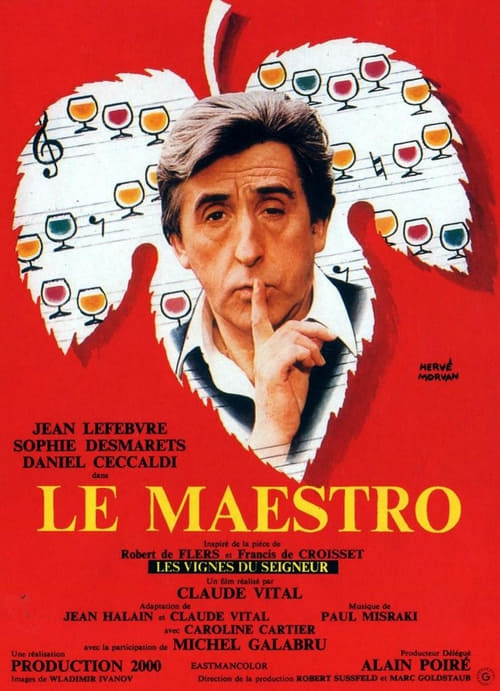 HERVÉ
MORVAN
JEAN LEFEBVRE
SOPHIE DESMARETS
DANIEL CECCALDI
dans
LE MAESTRO
Inspiré de la pièce de
Robert de FLERS et Francis de CROISSET
LES VIGNES DU SEIGNEUR
Un film réalisé par
CLAUDE VITAL
Adaptation de
JEAN HALAIN et CLAUDE VITAL
Musique de
PAUL MISRAKI
avec CAROLINE CARTIER
avec la participation de MICHEL GALABRU
Une réalisation
PRODUCTION 2000
EASTMANCOLOR
Producteur Délégué
ALAIN POIRÉ
Images de WLADIMIR IVANOV
Direction de la production ROBERT SUSSFELD et MARC GOLDSTAUB
G